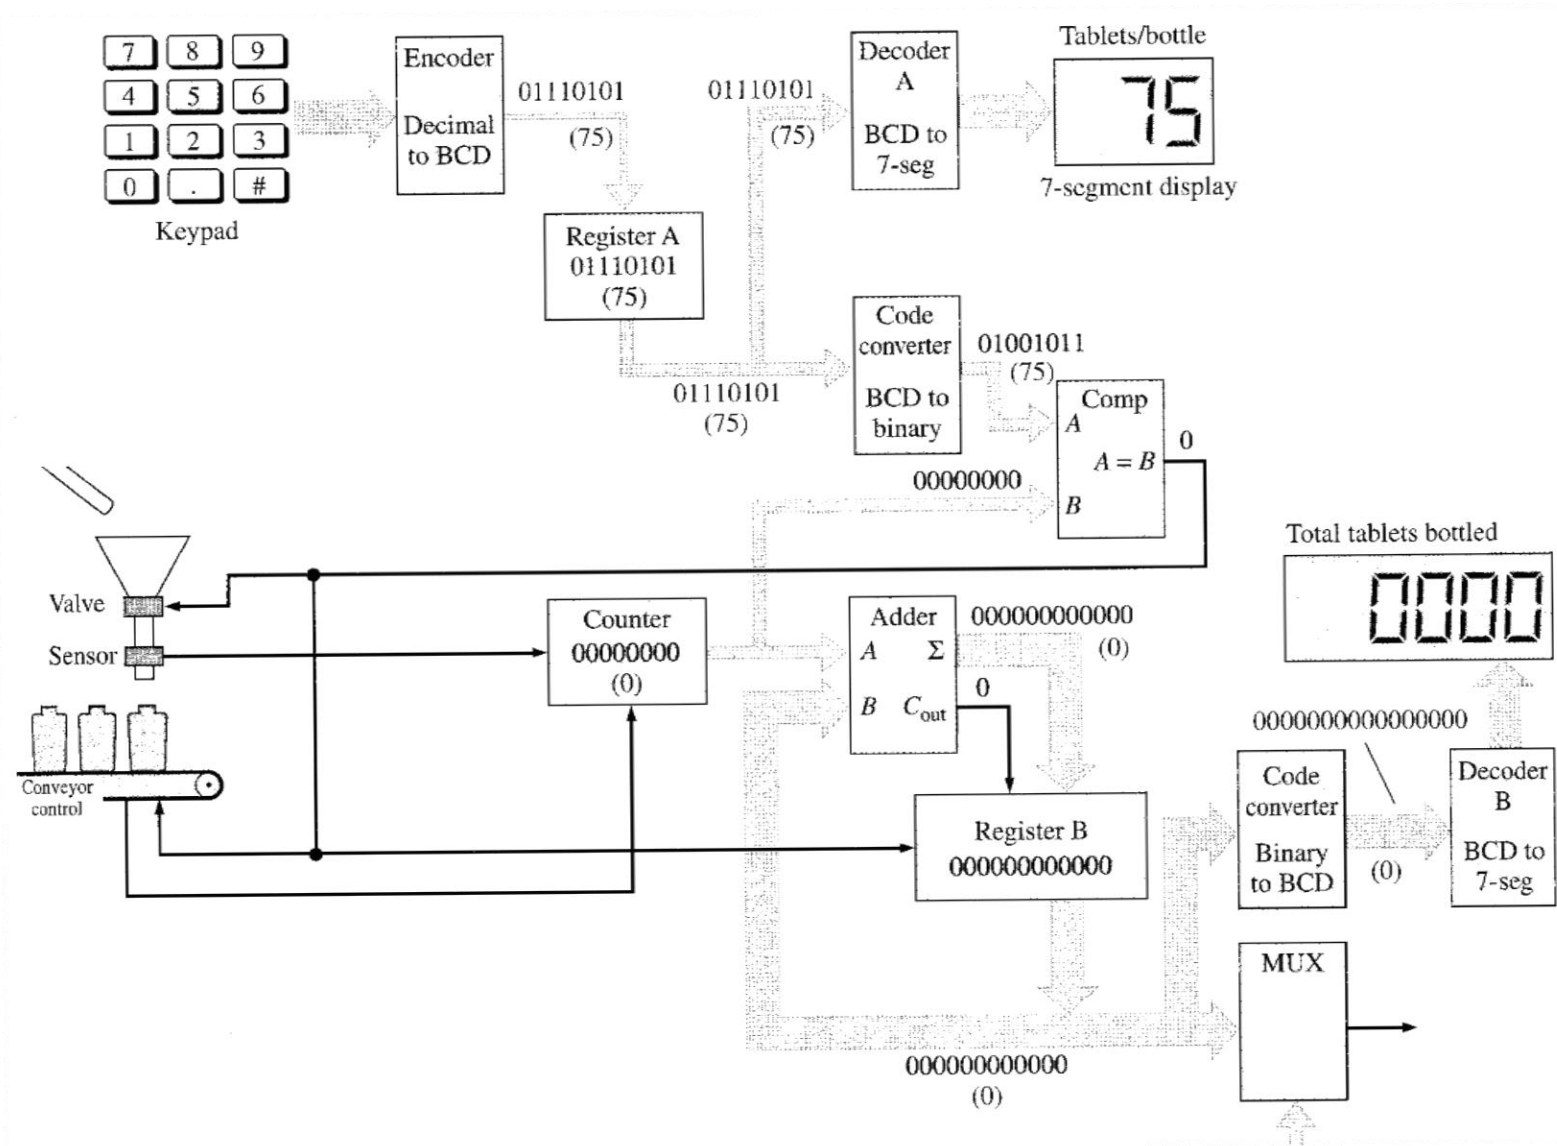 7 8 9
4 5 6
1 2 3
0 . #
Keypad
Encoder
Decimal
to BCD
01110101
(75)
Register A
01110101
(75)
01110101
(75)
01110101
(75)
Decoder
A
BCD to
7-seg
Tablets/bottle
75
7-segment display
Code
converter
BCD to
binary
01001011
(75)
Comp
A
A = B
B
0
00000000
Valve
Sensor
Conveyor
control
Counter
00000000
(0)
Adder
A Σ
B Cout
000000000000
(0)
0
Register B
000000000000
000000000000
(0)
Total tablets bottled
0000
0000000000000000
(0)
Code
converter
Binary
to BCD
Decoder
B
BCD to
7-seg
MUX